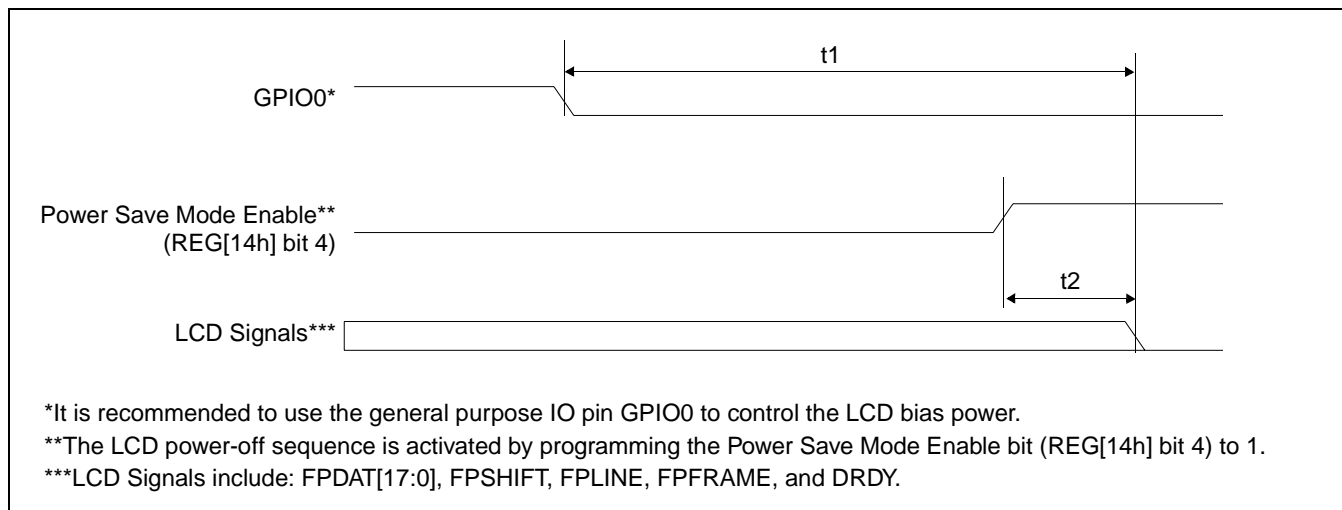 t1
GPIO0*
Power Save Mode Enable**
(REG[14h] bit 4)
t2
LCD Signals***
*It is recommended to use the general purpose IO pin GPIO0 to control the LCD bias power.
**The LCD power-off sequence is activated by programming the Power Save Mode Enable bit (REG[14h] bit 4) to 1.
***LCD Signals include: FPDAT[17:0], FPSHIFT, FPLINE, FPFRAME, and DRDY.